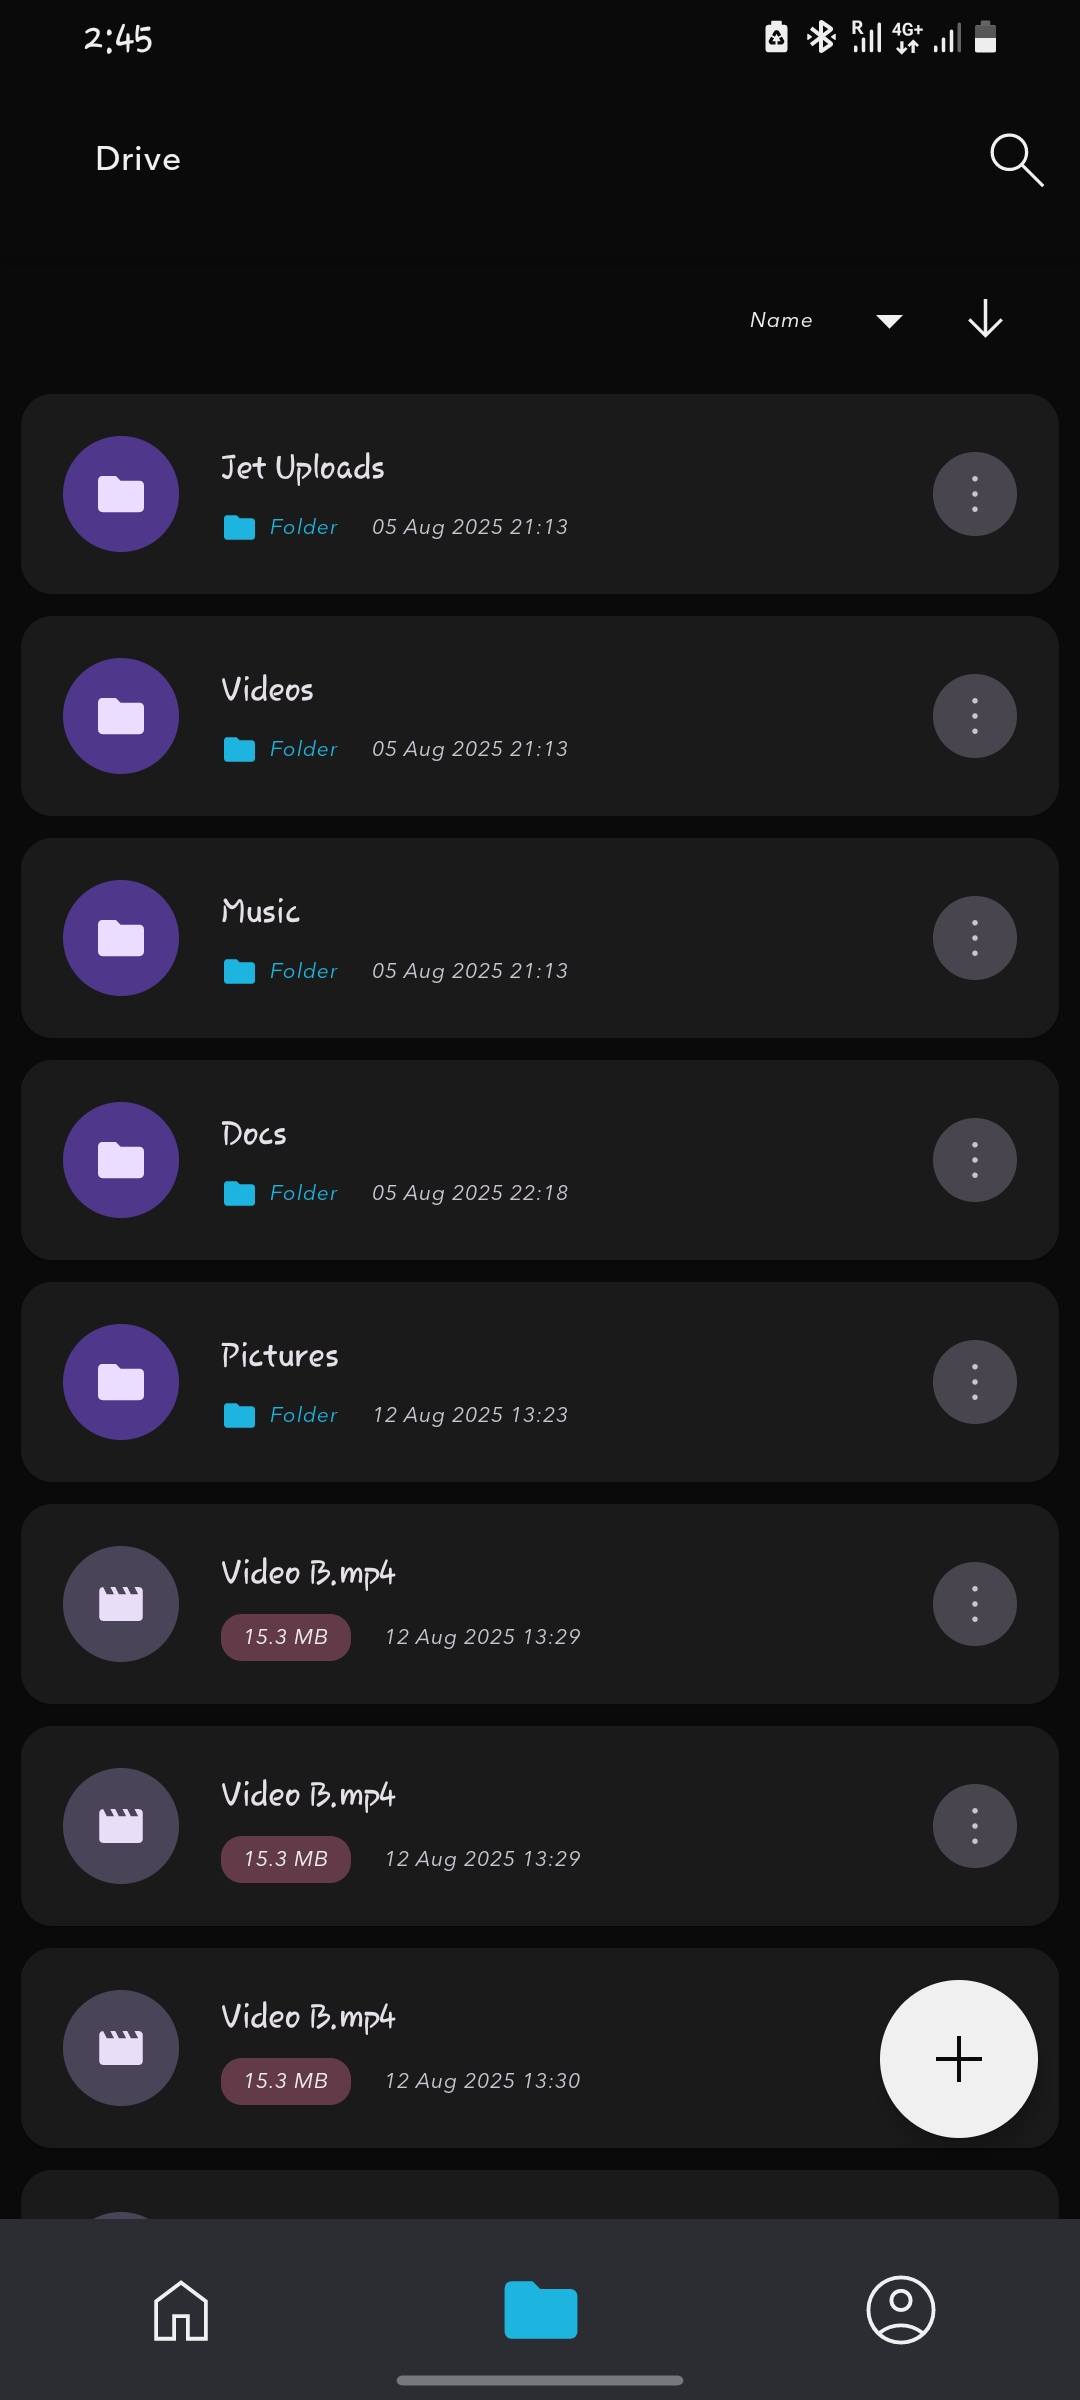 2:45
R 4G+
Drive
Name
Jet Uploads
Folder 05 Aug 2025 21:13
Videos
Folder 05 Aug 2025 21:13
Music
Folder 05 Aug 2025 21:13
Docs
Folder 05 Aug 2025 22:18
Pictures
Folder 12 Aug 2025 13:23
Video B.mp4
15.3 MB 12 Aug 2025 13:29
Video B.mp4
15.3 MB 12 Aug 2025 13:29
Video B.mp4
15.3 MB 12 Aug 2025 13:30